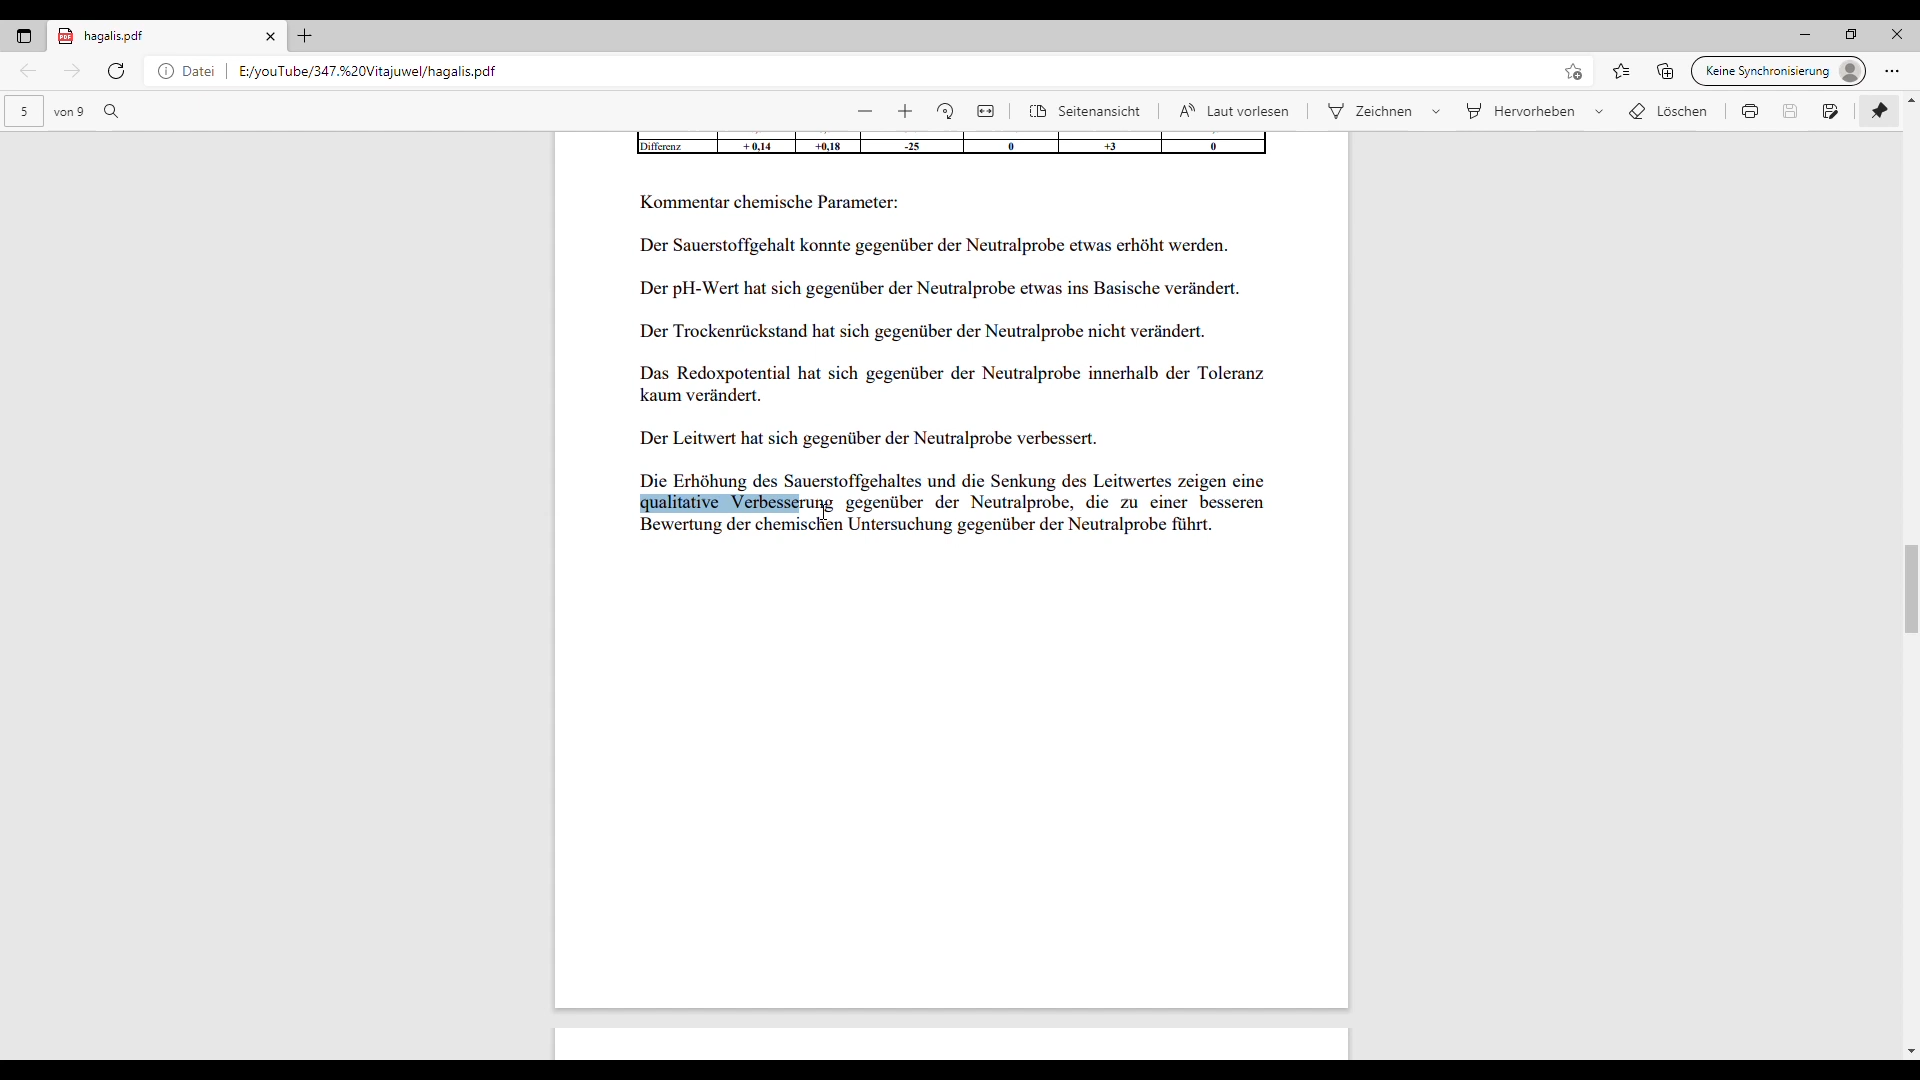 hagalis.pdf
Datei
E:/youTube/347.%20Vitajuwel/hagalis.pdf
Keine Synchronisierung
5 von 9
Seitenansicht
Laut vorlesen
Zeichnen
Hervorheben
Löschen
Differenz + 0,14 +0,18 -25 0 +3 0
Kommentar chemische Parameter:
Der Sauerstoffgehalt konnte gegenüber der Neutralprobe etwas erhöht werden.
Der pH-Wert hat sich gegenüber der Neutralprobe etwas ins Basische verändert.
Der Trockenrückstand hat sich gegenüber der Neutralprobe nicht verändert.
Das Redoxpotential hat sich gegenüber der Neutralprobe innerhalb der Toleranz
kaum verändert.
Der Leitwert hat sich gegenüber der Neutralprobe verbessert.
Die Erhöhung des Sauerstoffgehaltes und die Senkung des Leitwertes zeigen eine
qualitative Verbesserung gegenüber der Neutralprobe, die zu einer besseren
Bewertung der chemischen Untersuchung gegenüber der Neutralprobe führt.